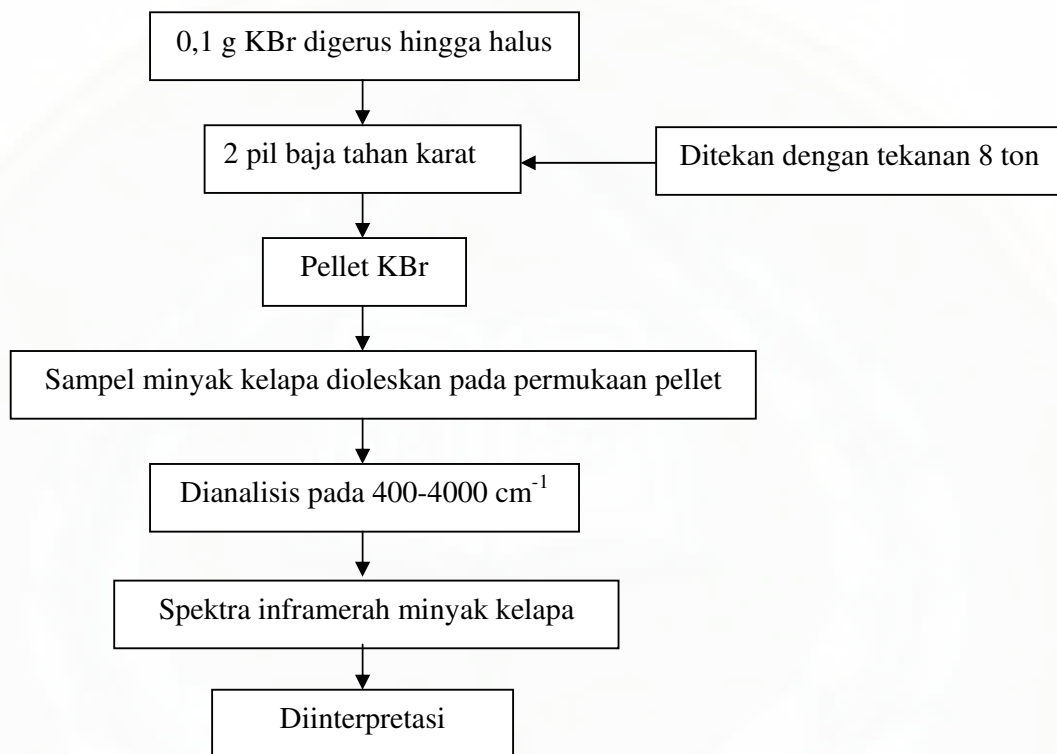 0,1 g KBr digerus hingga halus
2 pil baja tahan karat
Ditekan dengan tekanan 8 ton
Pellet KBr
Sampel minyak kelapa dioleskan pada permukaan pellet
Dianalisis pada 400-4000 cm⁻¹
Spektra inframerah minyak kelapa
Diinterpretasi